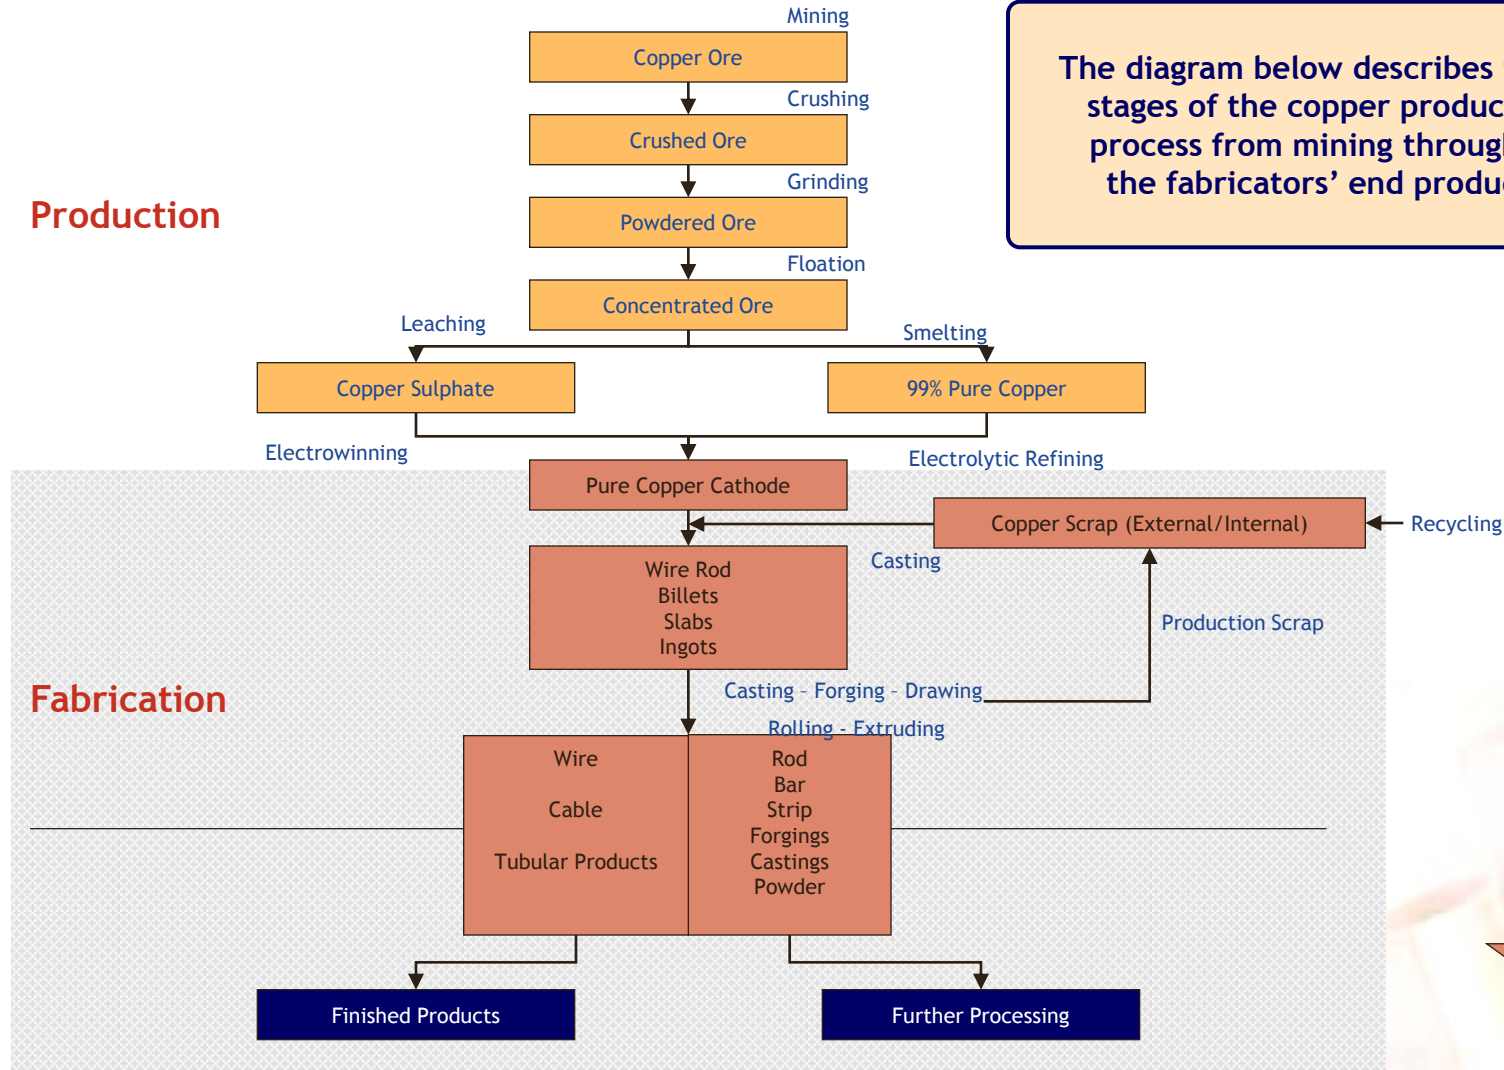 Mining
The diagram below describes
stages of the copper produc
process from mining through
the fabricators’ end produ
Copper Ore
Crushing
Crushed Ore
Grinding
Production
Powdered Ore
Floation
Concentrated Ore
Leaching
Smelting
Copper Sulphate
99% Pure Copper
Electrowinning
Electrolytic Refining
Pure Copper Cathode
Copper Scrap (External/Internal)
Recycling
Casting
Wire Rod
Billets
Slabs
Ingots
Production Scrap
Fabrication
Casting – Forging – Drawing
Rolling - Extruding
Wire
Cable
Tubular Products
Rod
Bar
Strip
Forgings
Castings
Powder
Finished Products
Further Processing